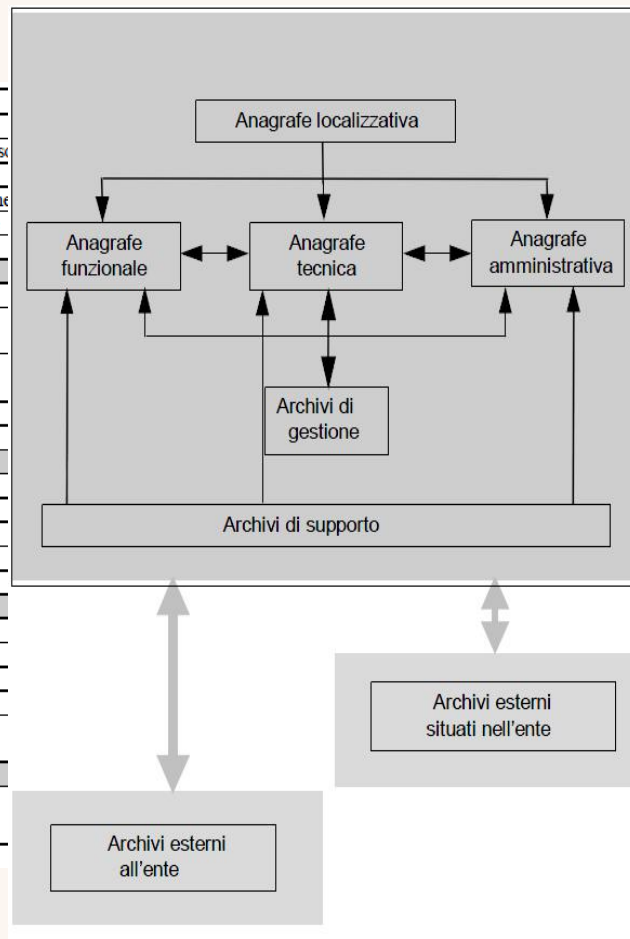 Anagrafe localizzativa
Anagrafe
funzionale
Anagrafe
tecnica
Anagrafe
amministrativa
Archivi di
gestione
Archivi di supporto
Archivi esterni
situati nell'ente
Archivi esterni
all'ente